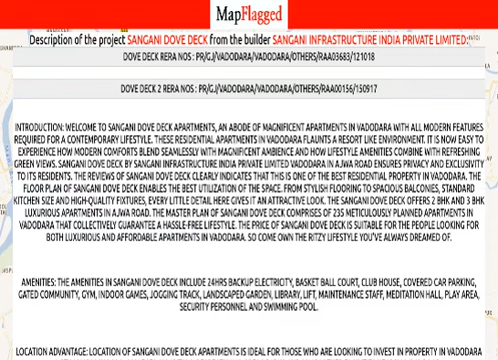 MapFlagged
Description of the project SANGANI DOVE DECK from the builder SANGANI INFRASTRUCTURE INDIA PRIVATE LIMITED:
DOVE DECK RERA NOS : PR/GJ/VADODARA/VADODARA/OTHERS/RAA03683/121018
DOVE DECK 2 RERA NOS : PR/GJ/VADODARA/VADODARA/OTHERS/RAA00156/150917
INTRODUCTION: WELCOME TO SANGANI DOVE DECK APARTMENTS, AN ABODE OF MAGNIFICENT APARTMENTS IN VADODARA WITH ALL MODERN FEATURES
REQUIRED FOR A CONTEMPORARY LIFESTYLE. THESE RESIDENTIAL APARTMENTS IN VADODARA FLAUNTS A RESORT LIKE ENVIRONMENT. IT IS NOW EASY TO
EXPERIENCE HOW MODERN COMFORTS BLEND SEAMLESSLY WITH MAGNIFICENT AMBIENCE AND HOW LIFESTYLE AMENITIES COMBINE WITH REFRESHING
GREEN VIEWS. SANGANI DOVE DECK BY SANGANI INFRASTRUCTURE INDIA PRIVATE LIMITED VADODARA IN AJWA ROAD ENSURES PRIVACY AND EXCLUSIVITY
TO ITS RESIDENTS. THE REVIEWS OF SANGANI DOVE DECK CLEARLY INDICATES THAT THIS IS ONE OF THE BEST RESIDENTIAL PROPERTY IN VADODARA. THE
FLOOR PLAN OF SANGANI DOVE DECK ENABLES THE BEST UTILIZATION OF THE SPACE. FROM STYLISH FLOORING TO SPACIOUS BALCONIES, STANDARD
KITCHEN SIZE AND HIGH-QUALITY FIXTURES, EVERY LITTLE DETAIL HERE GIVES IT AN ATTRACTIVE LOOK. THE SANGANI DOVE DECK OFFERS 2 BHK AND 3 BHK
LUXURIOUS APARTMENTS IN AJWA ROAD. THE MASTER PLAN OF SANGANI DOVE DECK COMPRISES OF 235 METICULOUSLY PLANNED APARTMENTS IN
VADODARA THAT COLLECTIVELY GUARANTEE A HASSLE-FREE LIFESTYLE. THE PRICE OF SANGANI DOVE DECK IS SUITABLE FOR THE PEOPLE LOOKING FOR
BOTH LUXURIOUS AND AFFORDABLE APARTMENTS IN VADODARA. SO COME OWN THE RITZY LIFESTYLE YOU'VE ALWAYS DREAMED OF.
AMENITIES: THE AMENITIES IN SANGANI DOVE DECK INCLUDE 24HRS BACKUP ELECTRICITY, BASKET BALL COURT, CLUB HOUSE, COVERED CAR PARKING,
GATED COMMUNITY, GYM, INDOOR GAMES, JOGGING TRACK, LANDSCAPED GARDEN, LIBRARY, LIFT, MAINTENANCE STAFF, MEDITATION HALL, PLAY AREA,
SECURITY PERSONNEL AND SWIMMING POOL.
LOCATION ADVANTAGE: LOCATION OF SANGANI DOVE DECK APARTMENTS IS IDEAL FOR THOSE WHO ARE LOOKING TO INVEST IN PROPERTY IN VADODARA